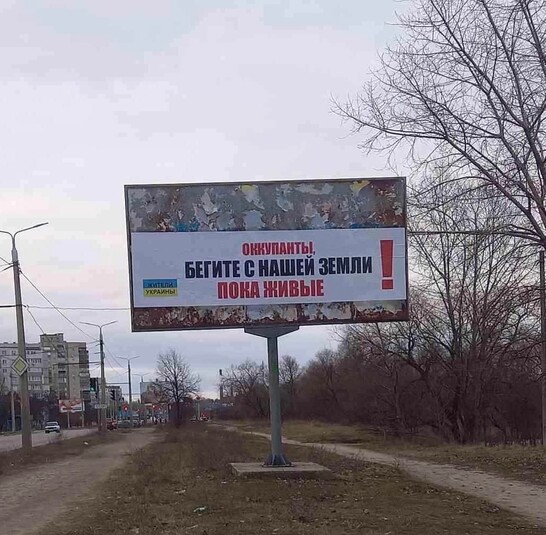 ОККУПАНТЫ,
БЕГИТЕ С НАШЕЙ ЗЕМЛИ
ПОКА ЖИВЫЕ!
ЖИТЕЛИ
УКРАИНЫ